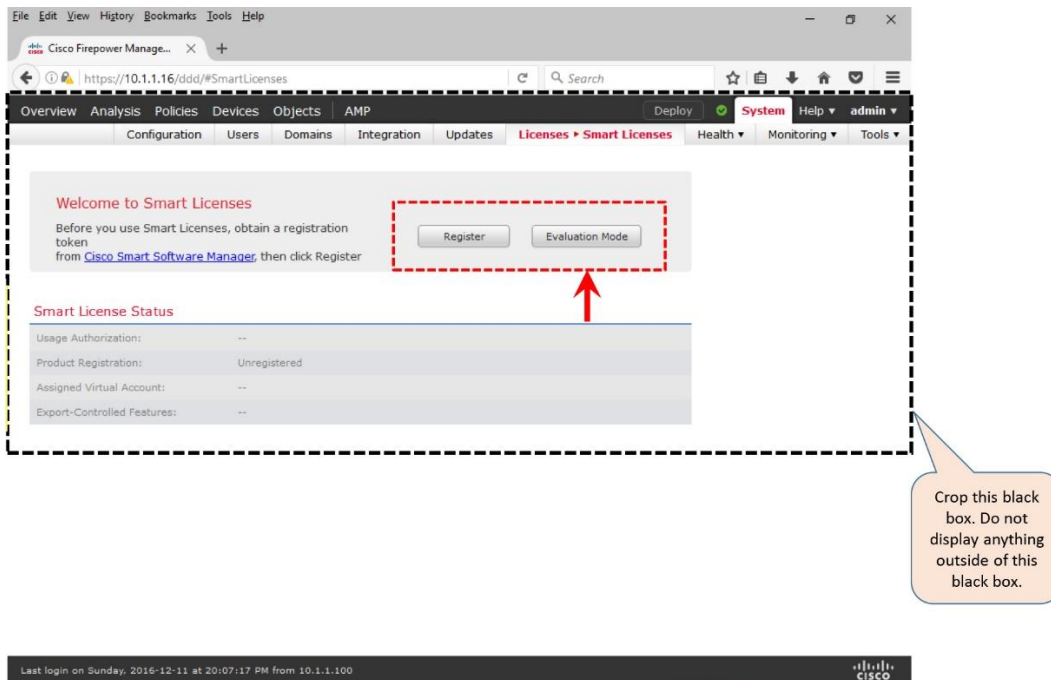 File Edit View History Bookmarks Tools Help
Cisco Firepower Manage...
https://10.1.1.16/ddd/#SmartLicenses
Search
Overview Analysis Policies Devices Objects AMP Deploy System Help admin
Configuration Users Domains Integration Updates Licenses Smart Licenses Health Monitoring Tools
Welcome to Smart Licenses
Before you use Smart Licenses, obtain a registration
token
from Cisco Smart Software Manager, then click Register
Register Evaluation Mode
Smart License Status
Usage Authorization: --
Product Registration: Unregistered
Assigned Virtual Account: --
Export-Controlled Features: --
Crop this black
box. Do not
display anything
outside of this
black box.
Last login on Sunday, 2016-12-11 at 20:07:17 PM from 10.1.1.100
CISCO